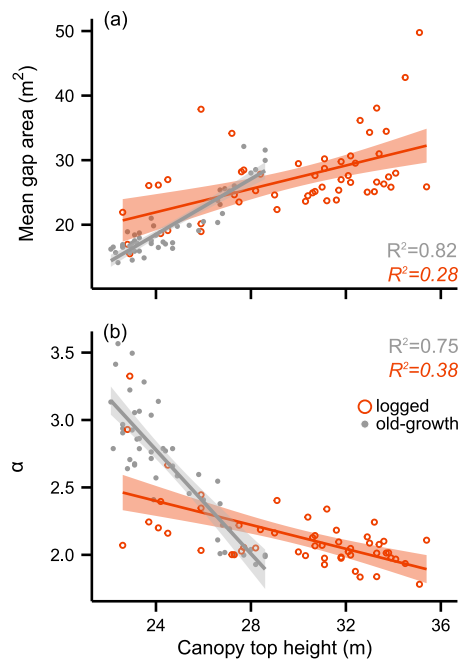 (a)
50
40
30
20
Mean gap area (m²)
R²=0.82
R²=0.28
(b)
R²=0.75
R²=0.38
3.5
3.0
2.5
2.0
α
logged
old-growth
24 28 32 36
Canopy top height (m)